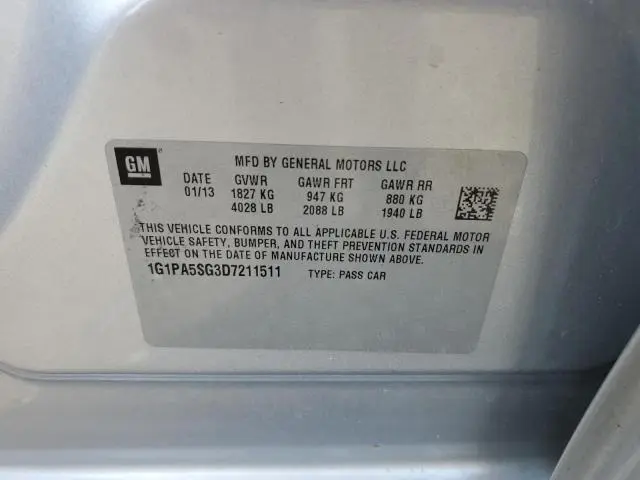 GM
MFD BY GENERAL MOTORS LLC
DATE GVWR GAWR FRT GAWR RR
01/13 1827 KG 947 KG 880 KG
4028 LB 2088 LB 1940 LB
THIS VEHICLE CONFORMS TO ALL APPLICABLE U.S. FEDERAL MOTOR
VEHICLE SAFETY, BUMPER, AND THEFT PREVENTION STANDARDS IN
EFFECT ON THE DATE OF MANUFACTURE SHOWN ABOVE.
1G1PA5SG3D7211511 TYPE: PASS CAR